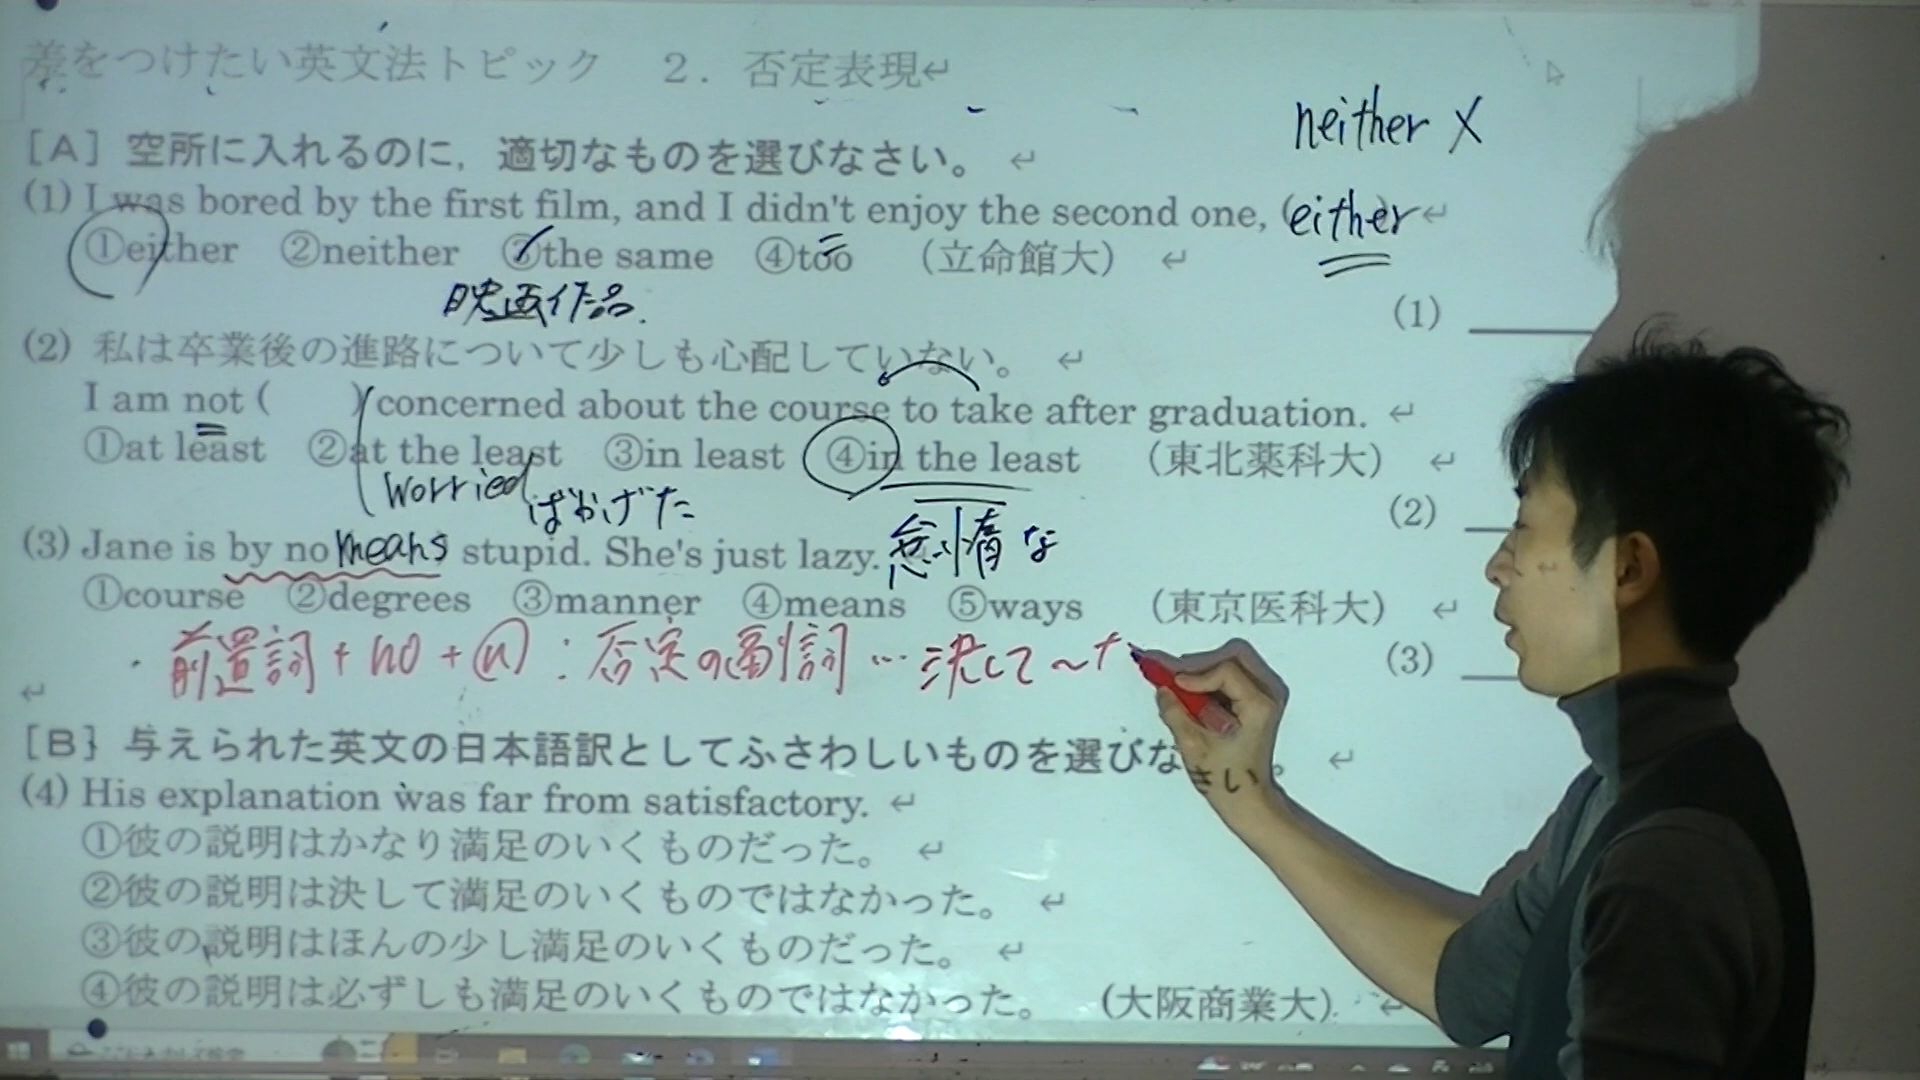 差をつけたい英文法トピック　２．否定表現↵
neither X
［A］空所に入れるのに，適切なものを選びなさい。 ↵
(1) I was bored by the first film, and I didn't enjoy the second one, (either ↵
①either ②neither ③the same ④too （立命館大） ↵
映画作品.
(1)
(2) 私は卒業後の進路について少しも心配していない。 ↵
I am not ( ) concerned about the course to take after graduation. ↵
①at least ②at the least ③in least ④in the least （東北薬科大） ↵
worried
ばかげた
(2)
(3) Jane is by no means stupid. She's just lazy. 怠惰な
①course ②degrees ③manner ④means ⑤ways （東京医科大） ↵
・前置詞 + no + n : 否定の副詞 … 決して〜
(3)
↵
［B］与えられた英文の日本語訳としてふさわしいものを選びなさい。 ↵
(4) His explanation was far from satisfactory. ↵
①彼の説明はかなり満足のいくものだった。 ↵
②彼の説明は決して満足のいくものではなかった。 ↵
③彼の説明はほんの少し満足のいくものだった。 ↵
④彼の説明は必ずしも満足のいくものではなかった。 （大阪商業大） ↵